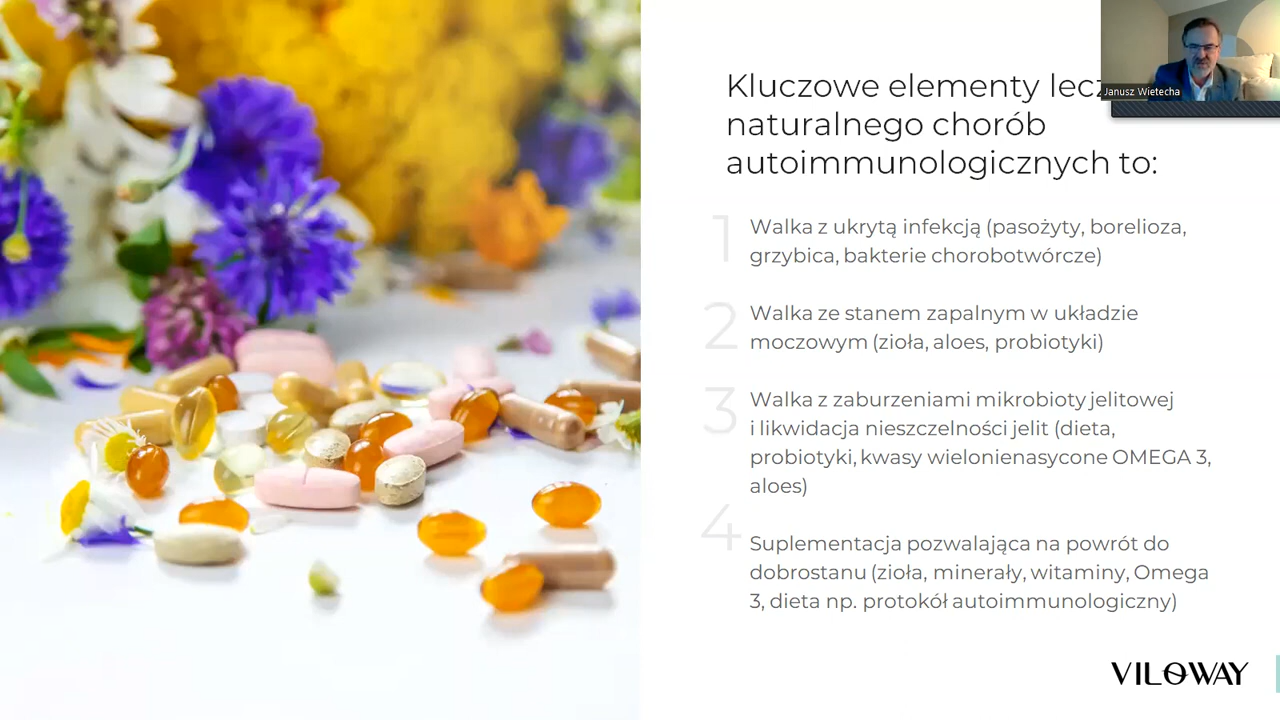 Janusz Wietecha
Kluczowe elementy
naturalnego chorób
autoimmunologicznych to:
1
Walka z ukrytą infekcją (pasożyty, borelioza,
grzybica, bakterie chorobotwórcze)
2
Walka ze stanem zapalnym w układzie
moczowym (zioła, aloes, probiotyki)
3
Walka z zaburzeniami mikrobioty jelitowej
i likwidacja nieszczelności jelit (dieta,
probiotyki, kwasy wielonienasycone OMEGA 3,
aloes)
4
Suplementacja pozwalająca na powrót do
dobrostanu (zioła, minerały, witaminy, Omega
3, dieta np. protokół autoimmunologiczny)
VILOWAY